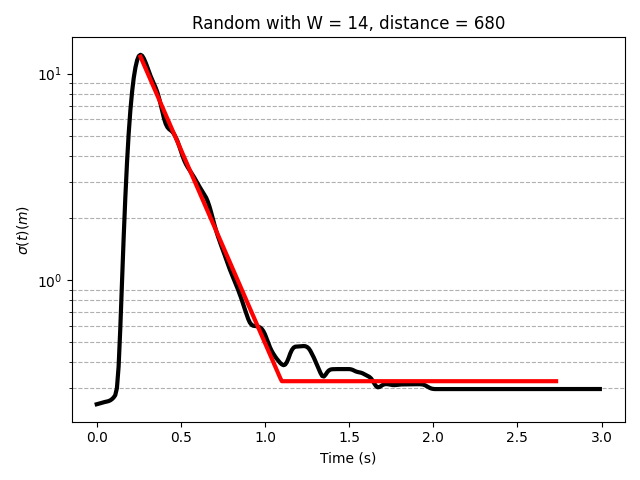 Random with W = 14, distance = 680
σ(t)(m)
10¹
10⁰
0.0 0.5 1.0 1.5 2.0 2.5 3.0
Time (s)